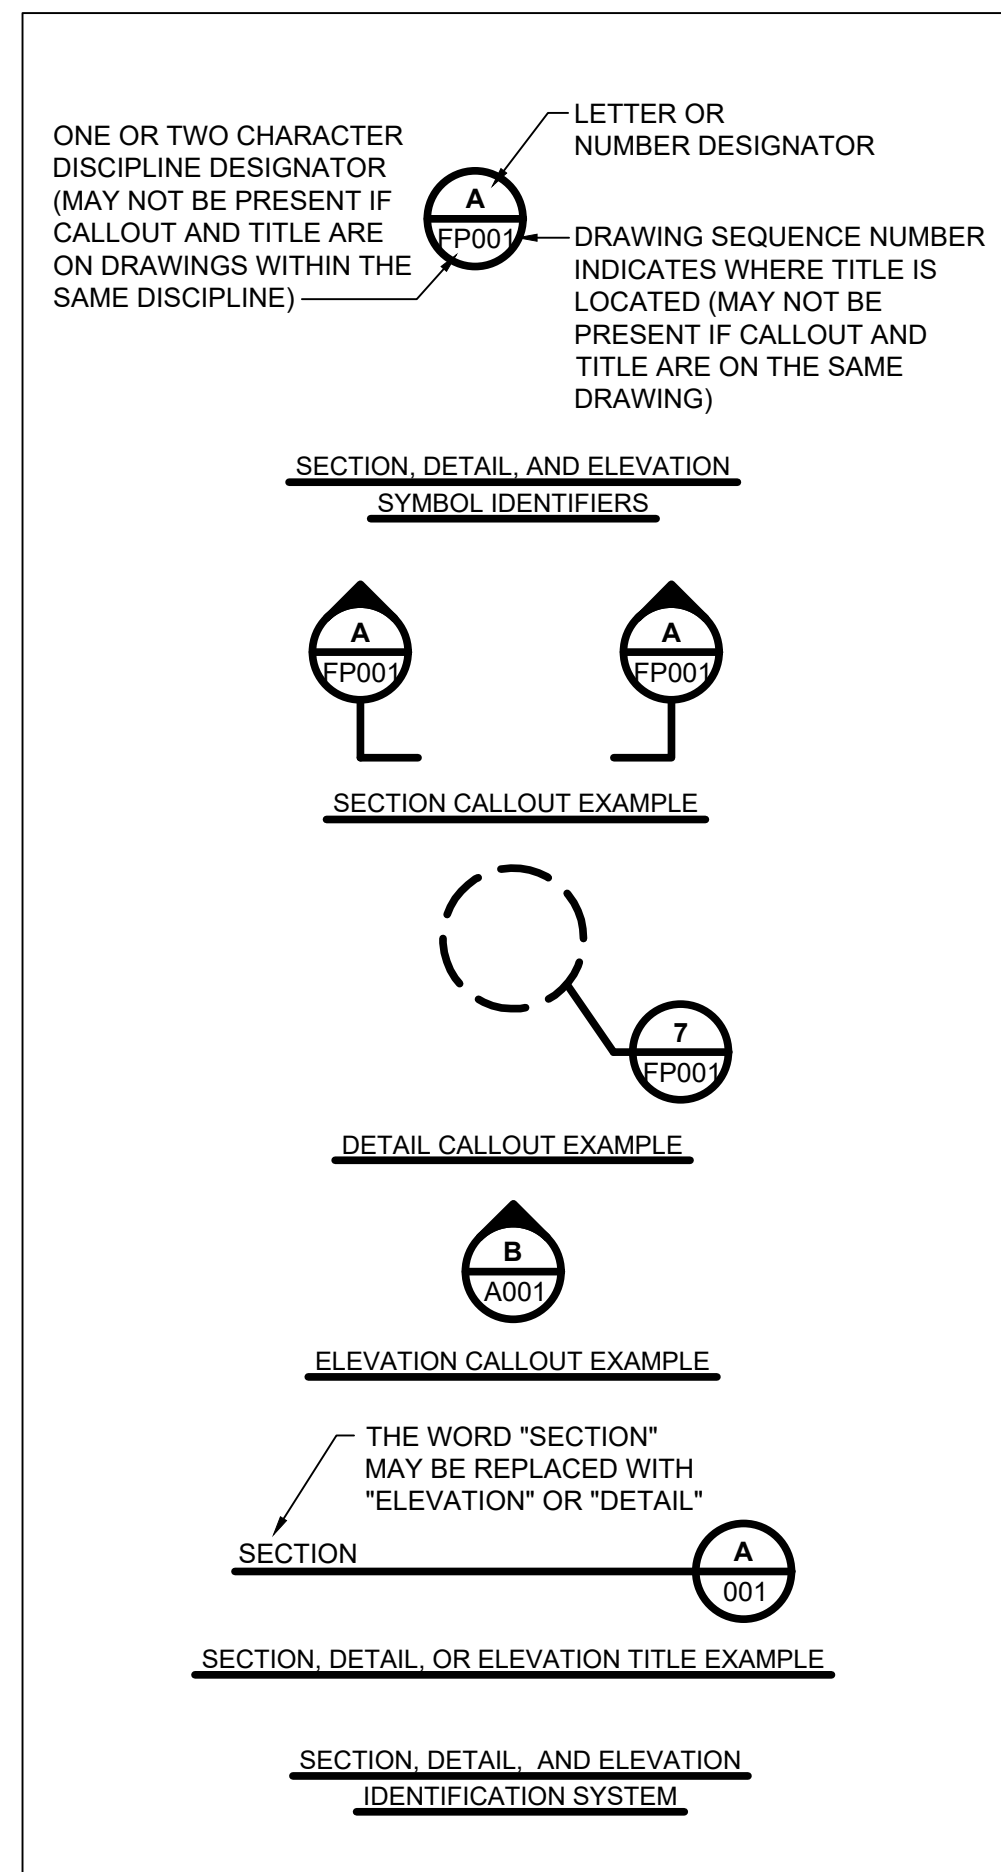 ONE OR TWO CHARACTER
DISCIPLINE DESIGNATOR
(MAY NOT BE PRESENT IF
CALLOUT AND TITLE ARE
ON DRAWINGS WITHIN THE
SAME DISCIPLINE)
A
FP001
LETTER OR
NUMBER DESIGNATOR
DRAWING SEQUENCE NUMBER
INDICATES WHERE TITLE IS
LOCATED (MAY NOT BE
PRESENT IF CALLOUT AND
TITLE ARE ON THE SAME
DRAWING)
SECTION, DETAIL, AND ELEVATION
SYMBOL IDENTIFIERS
A
FP001
A
FP001
SECTION CALLOUT EXAMPLE
7
FP001
DETAIL CALLOUT EXAMPLE
B
A001
ELEVATION CALLOUT EXAMPLE
THE WORD "SECTION"
MAY BE REPLACED WITH
"ELEVATION" OR "DETAIL"
SECTION
A
001
SECTION, DETAIL, OR ELEVATION TITLE EXAMPLE
SECTION, DETAIL, AND ELEVATION
IDENTIFICATION SYSTEM